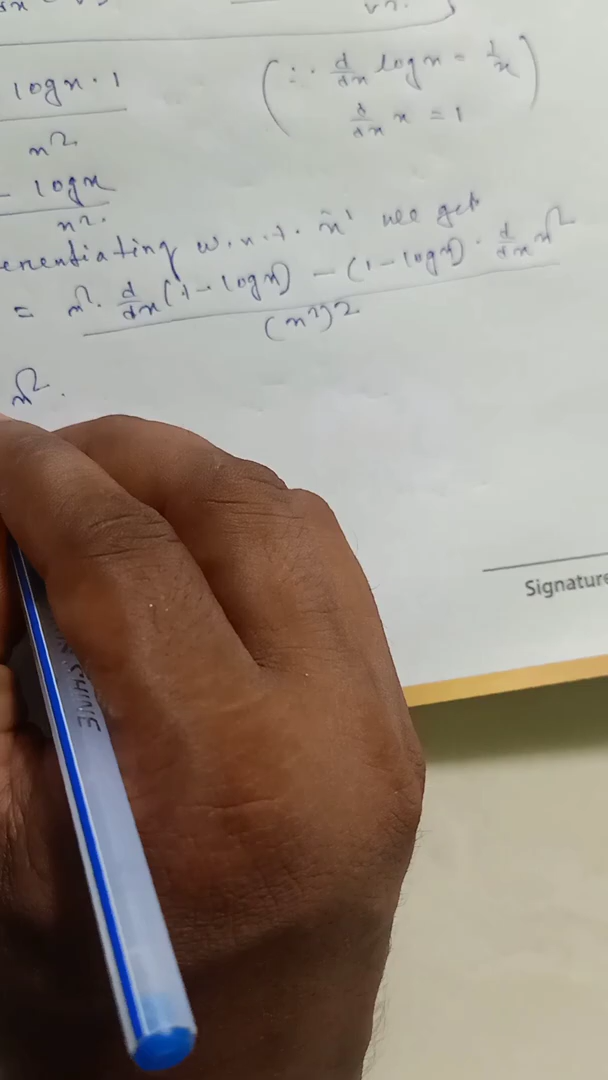 log x · 1
x²
- log x
x².
(∵ d/dx log x = 1/x
d/dx x = 1)
erentiating w.r.t. 'x' we get
= x² · d/dx (1 - log x) - (1 - log x) · d/dx x²
(x²)2
x² ·
Signature
SHINE